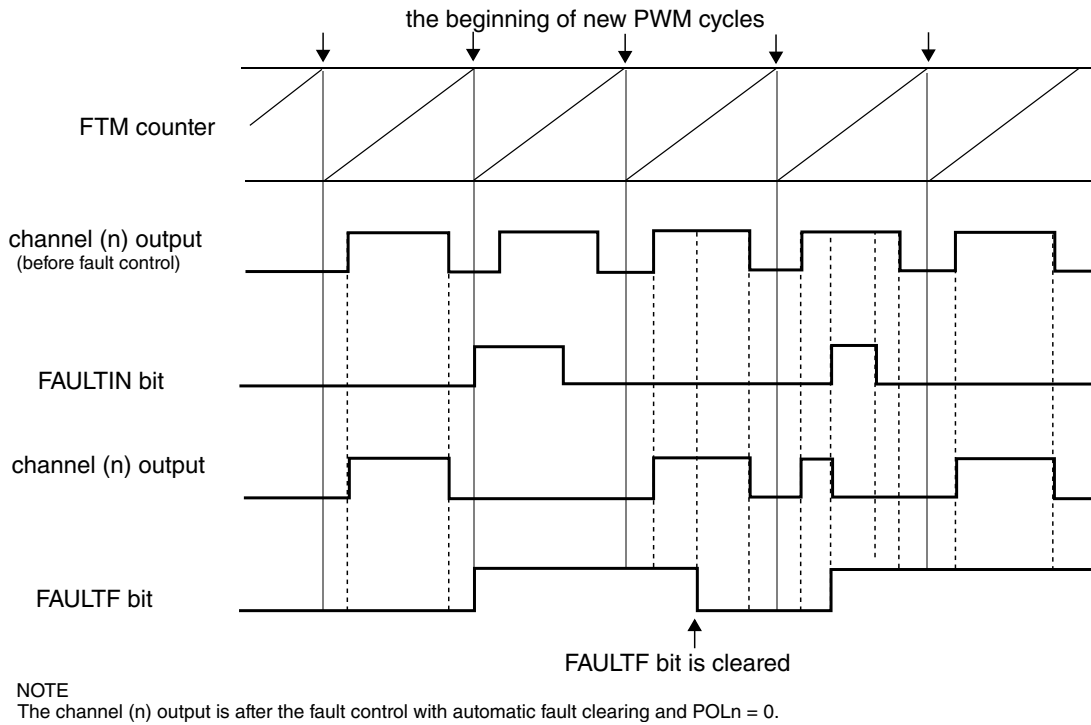 the beginning of new PWM cycles
FTM counter
channel (n) output
(before fault control)
FAULTIN bit
channel (n) output
FAULTF bit
FAULTF bit is cleared
NOTE
The channel (n) output is after the fault control with automatic fault clearing and POLn = 0.